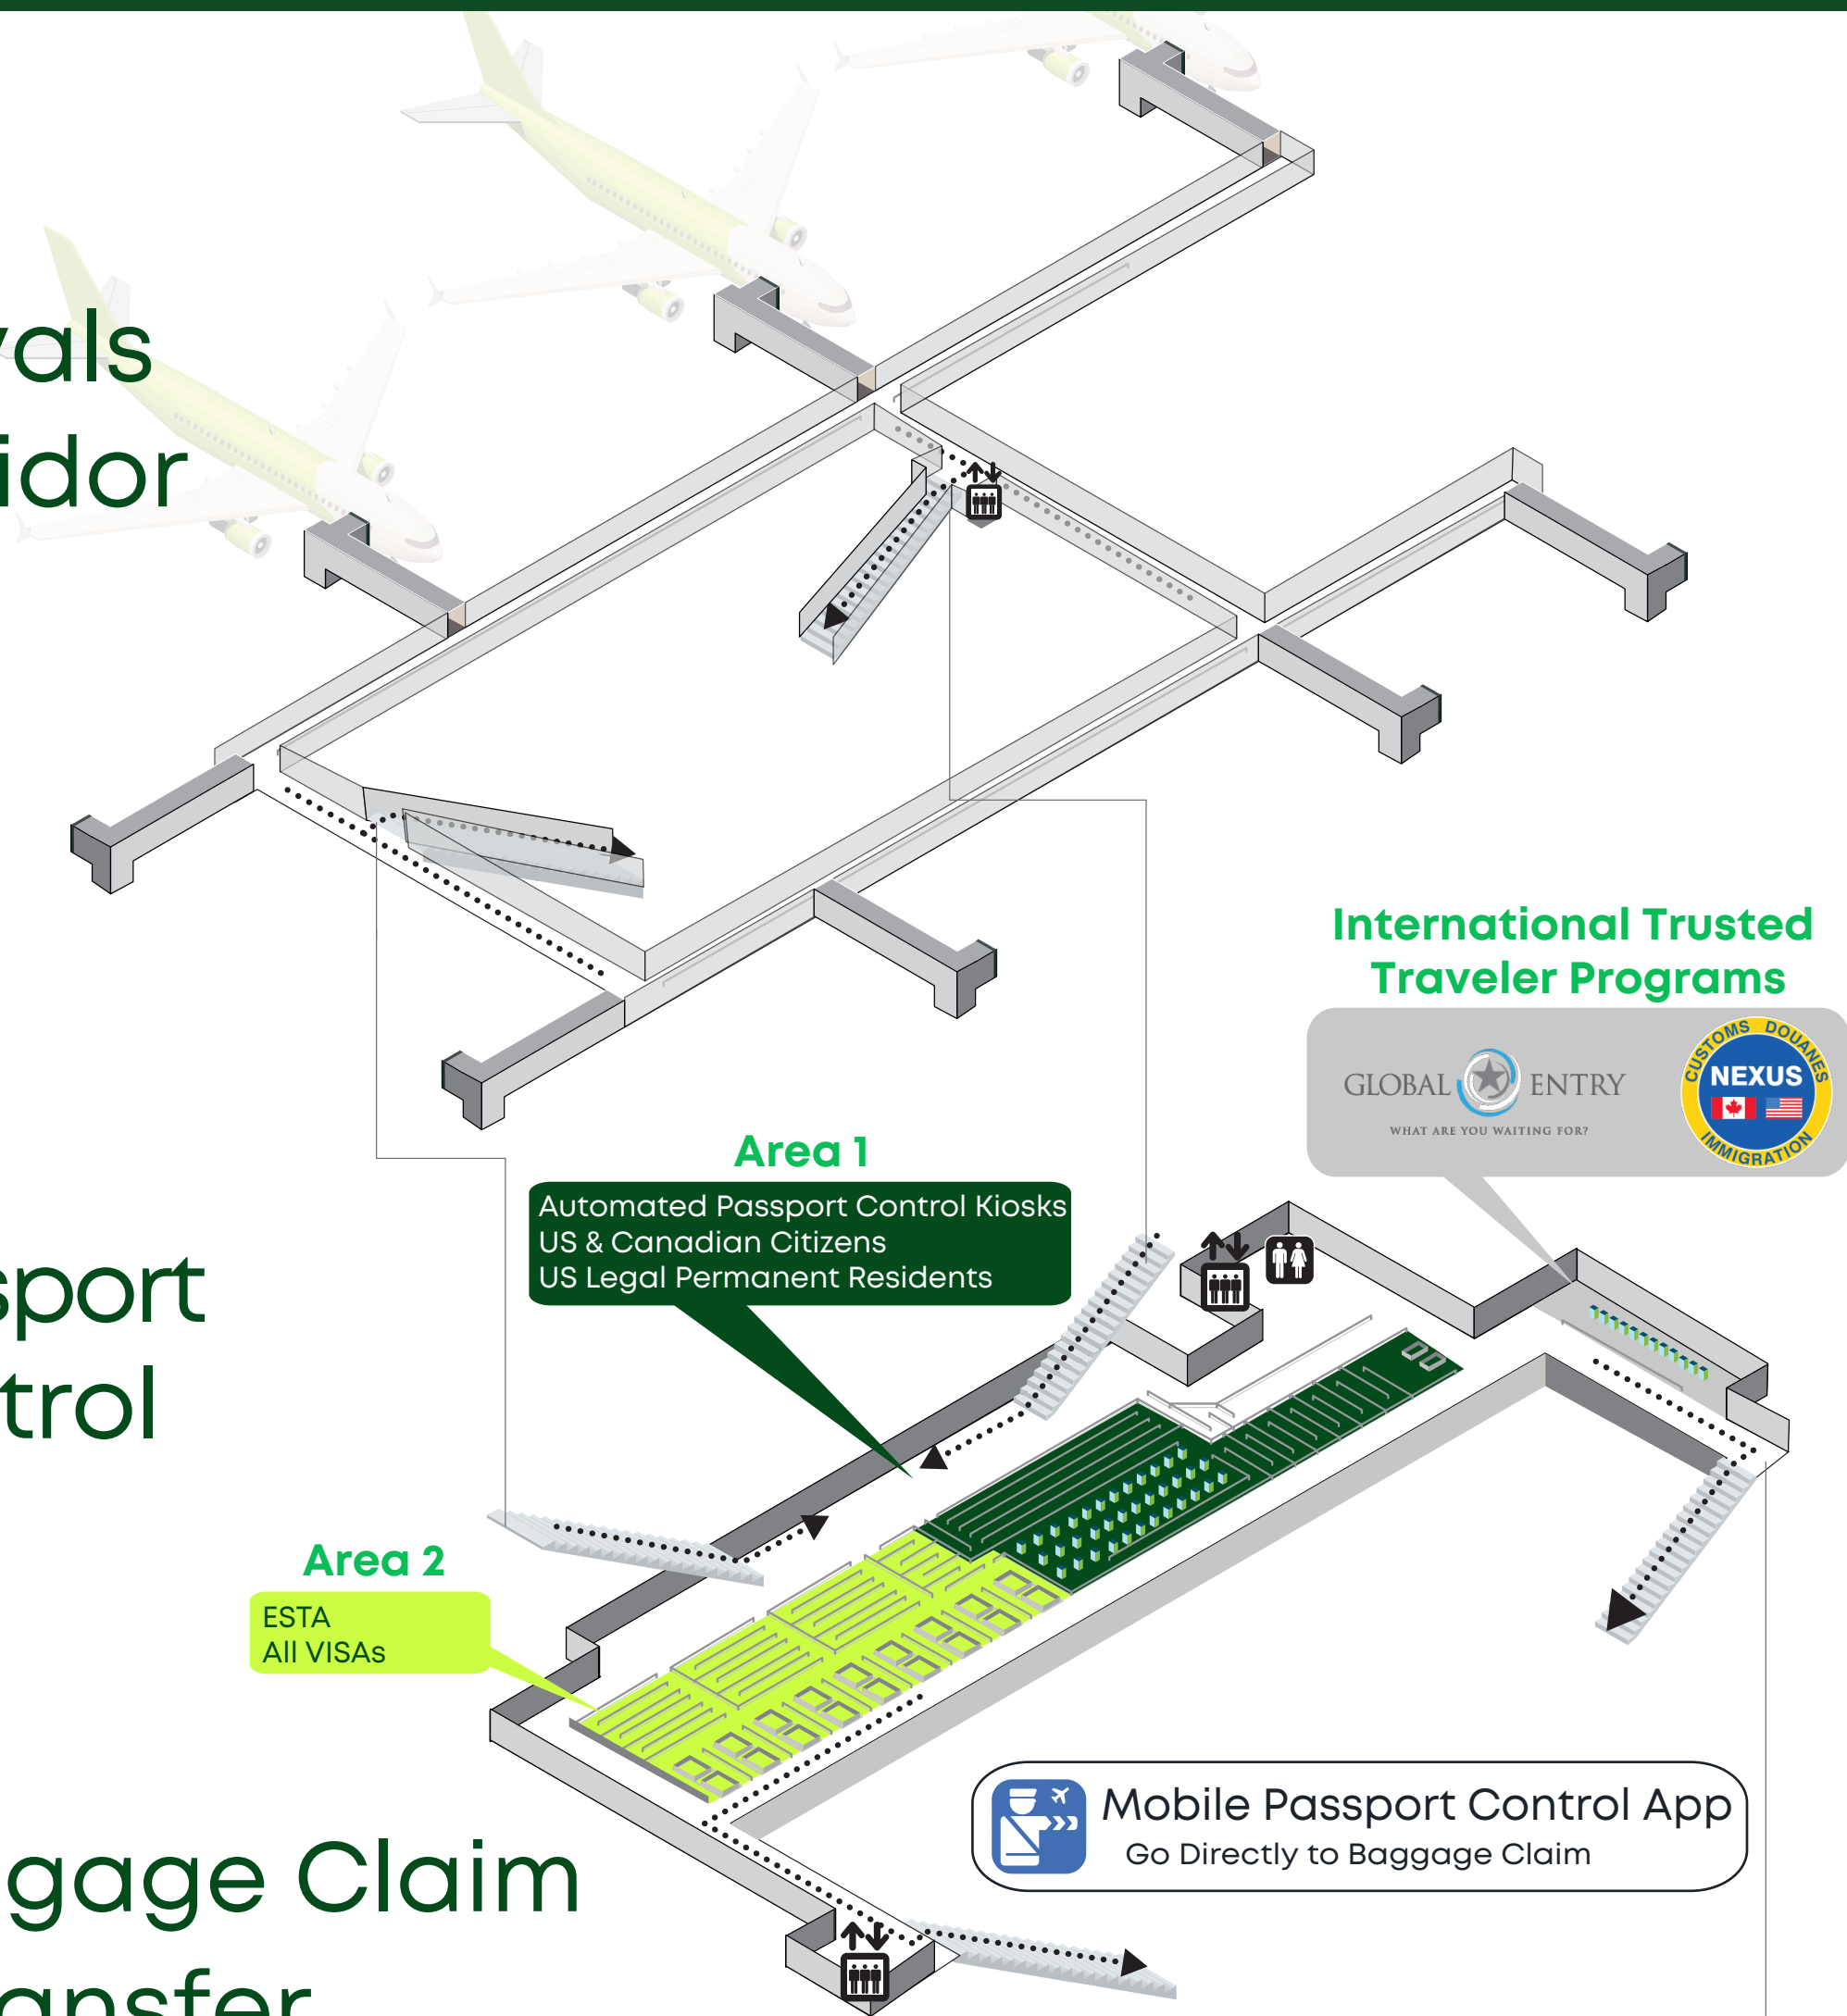 vals
idor
International Trusted
Traveler Programs
GLOBAL ENTRY
WHAT ARE YOU WAITING FOR?
CUSTOMS DOUANES
NEXUS
IMMIGRATION
Area 1
Automated Passport Control Kiosks
US & Canadian Citizens
US Legal Permanent Residents
sport
trol
Area 2
ESTA
All VISAs
Mobile Passport Control App
Go Directly to Baggage Claim
gage Claim
ansfer